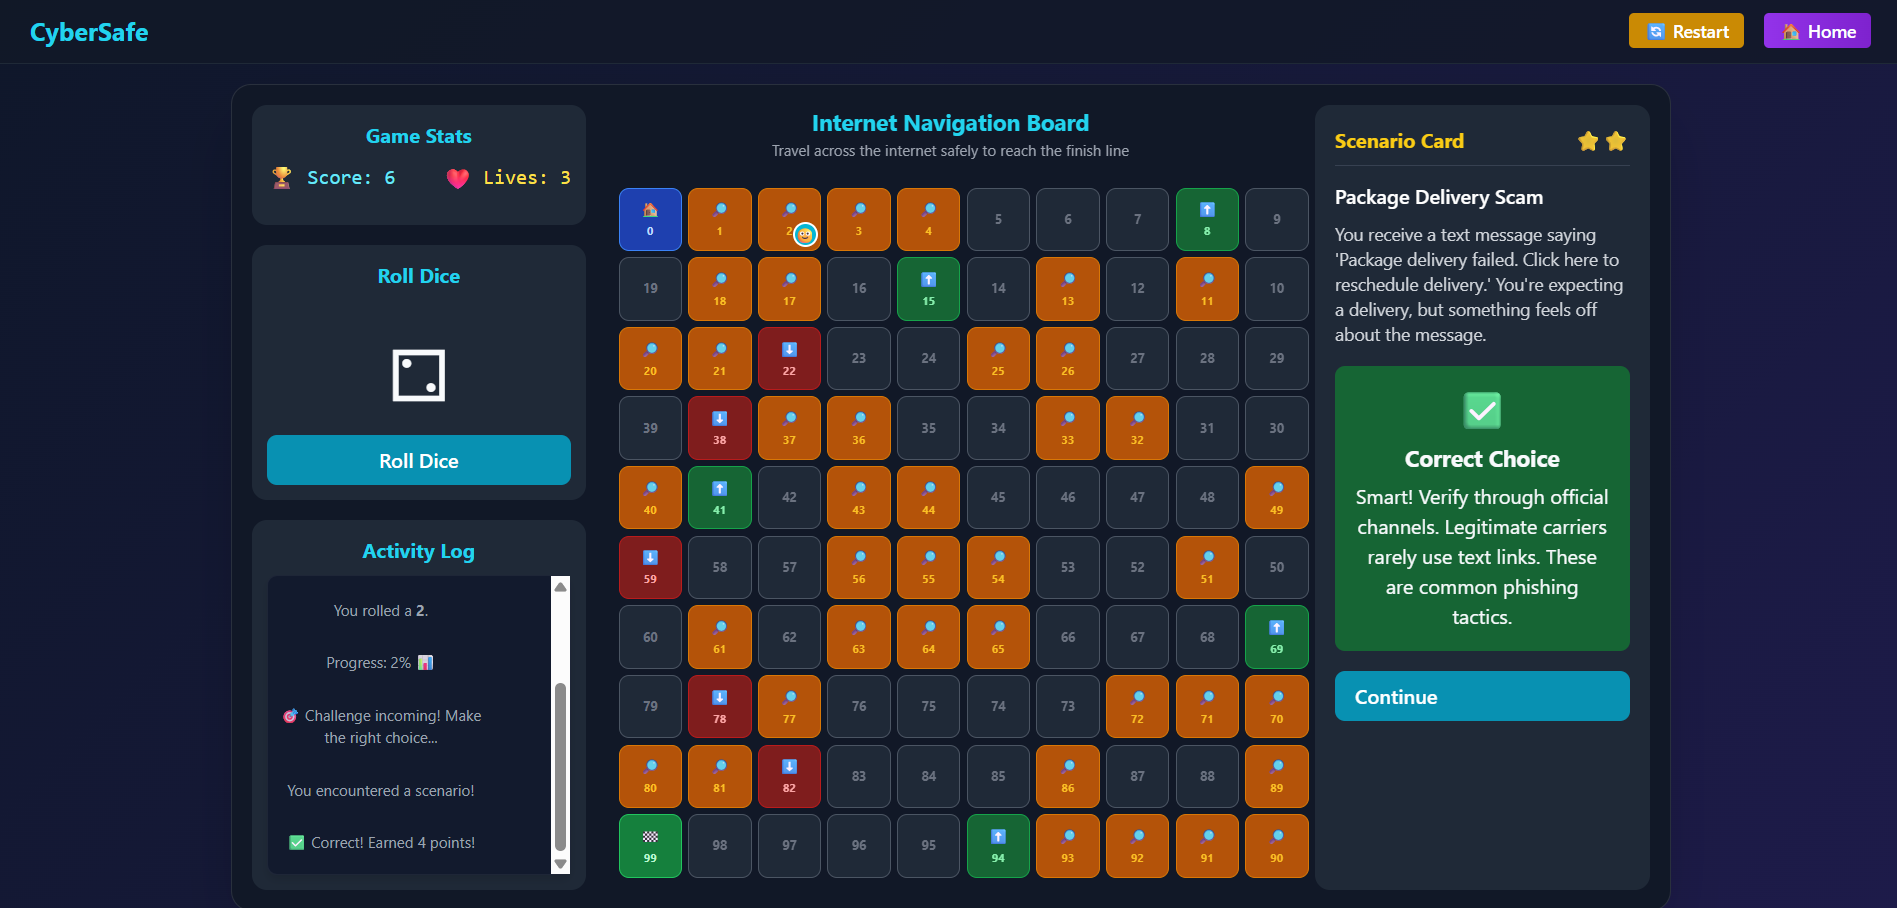 CyberSafe
Restart
Home
Game Stats
Score: 6
Lives: 3
Roll Dice
Roll Dice
Activity Log
You rolled a 2.
Progress: 2%
Challenge incoming! Make
the right choice...
You encountered a scenario!
Correct! Earned 4 points!
Internet Navigation Board
Travel across the internet safely to reach the finish line
0 1 2 3 4 5 6 7 8 9
19 18 17 16 15 14 13 12 11 10
20 21 22 23 24 25 26 27 28 29
39 38 37 36 35 34 33 32 31 30
40 41 42 43 44 45 46 47 48 49
59 58 57 56 55 54 53 52 51 50
60 61 62 63 64 65 66 67 68 69
79 78 77 76 75 74 73 72 71 70
80 81 82 83 84 85 86 87 88 89
99 98 97 96 95 94 93 92 91 90
Scenario Card
Package Delivery Scam
You receive a text message saying
'Package delivery failed. Click here to
reschedule delivery.' You're expecting
a delivery, but something feels off
about the message.
Correct Choice
Smart! Verify through official
channels. Legitimate carriers
rarely use text links. These
are common phishing
tactics.
Continue